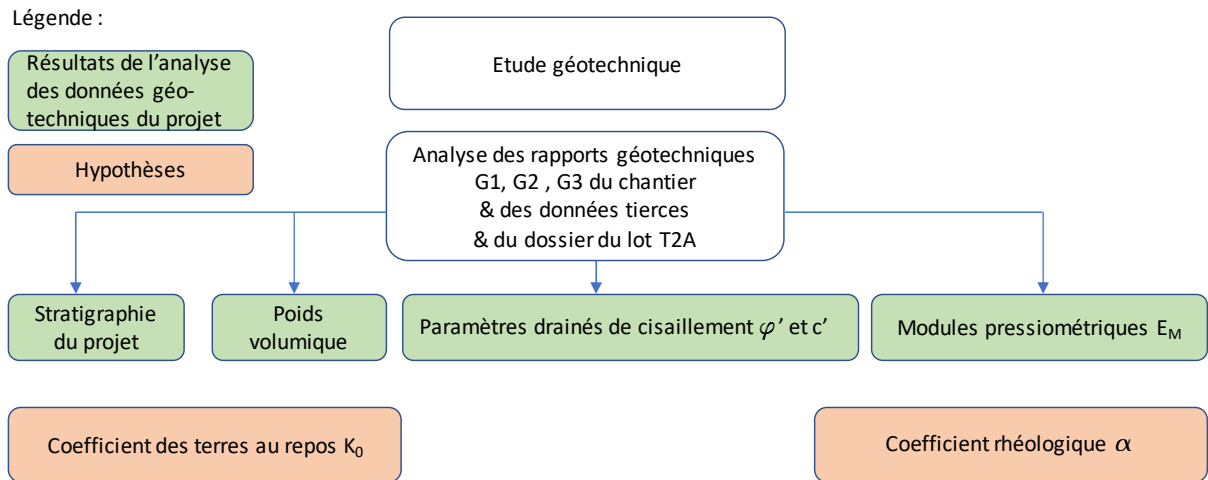 Légende :
Résultats de l'analyse
des données géo-
techniques du projet
Hypothèses
Etude géotechnique
Analyse des rapports géotechniques
G1, G2 , G3 du chantier
& des données tierces
& du dossier du lot T2A
Stratigraphie
du projet
Poids
volumique
Paramètres drainés de cisaillement φ’ et c’
Modules pressiométriques E_M
Coefficient des terres au repos K₀
Coefficient rhéologique α